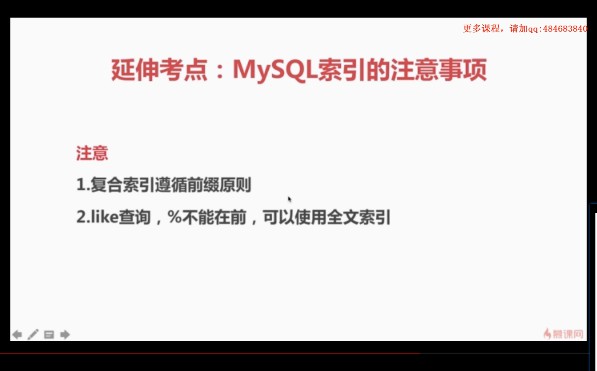 更多课程，请加qq:484683840
延伸考点：MySQL索引的注意事项
注意
1.复合索引遵循前缀原则
2.like查询，%不能在前，可以使用全文索引
慕课网